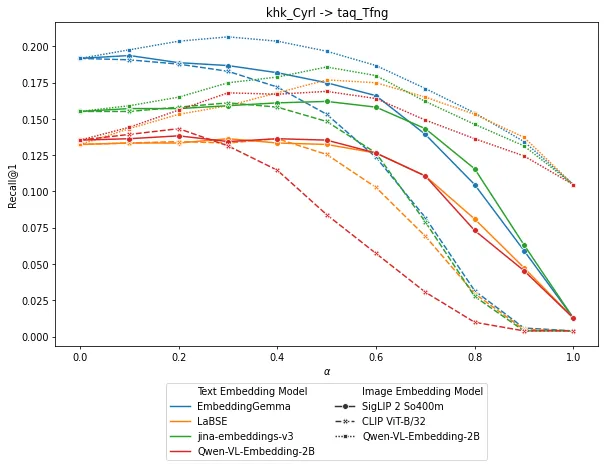 khk_Cyrl -> taq_Tfng
Recall@1
0.200
0.175
0.150
0.125
0.100
0.075
0.050
0.025
0.000
0.0 0.2 0.4 0.6 0.8 1.0
α
Text Embedding Model Image Embedding Model
EmbeddingGemma SigLIP 2 So400m
LaBSE CLIP ViT-B/32
jina-embeddings-v3 Qwen-VL-Embedding-2B
Qwen-VL-Embedding-2B